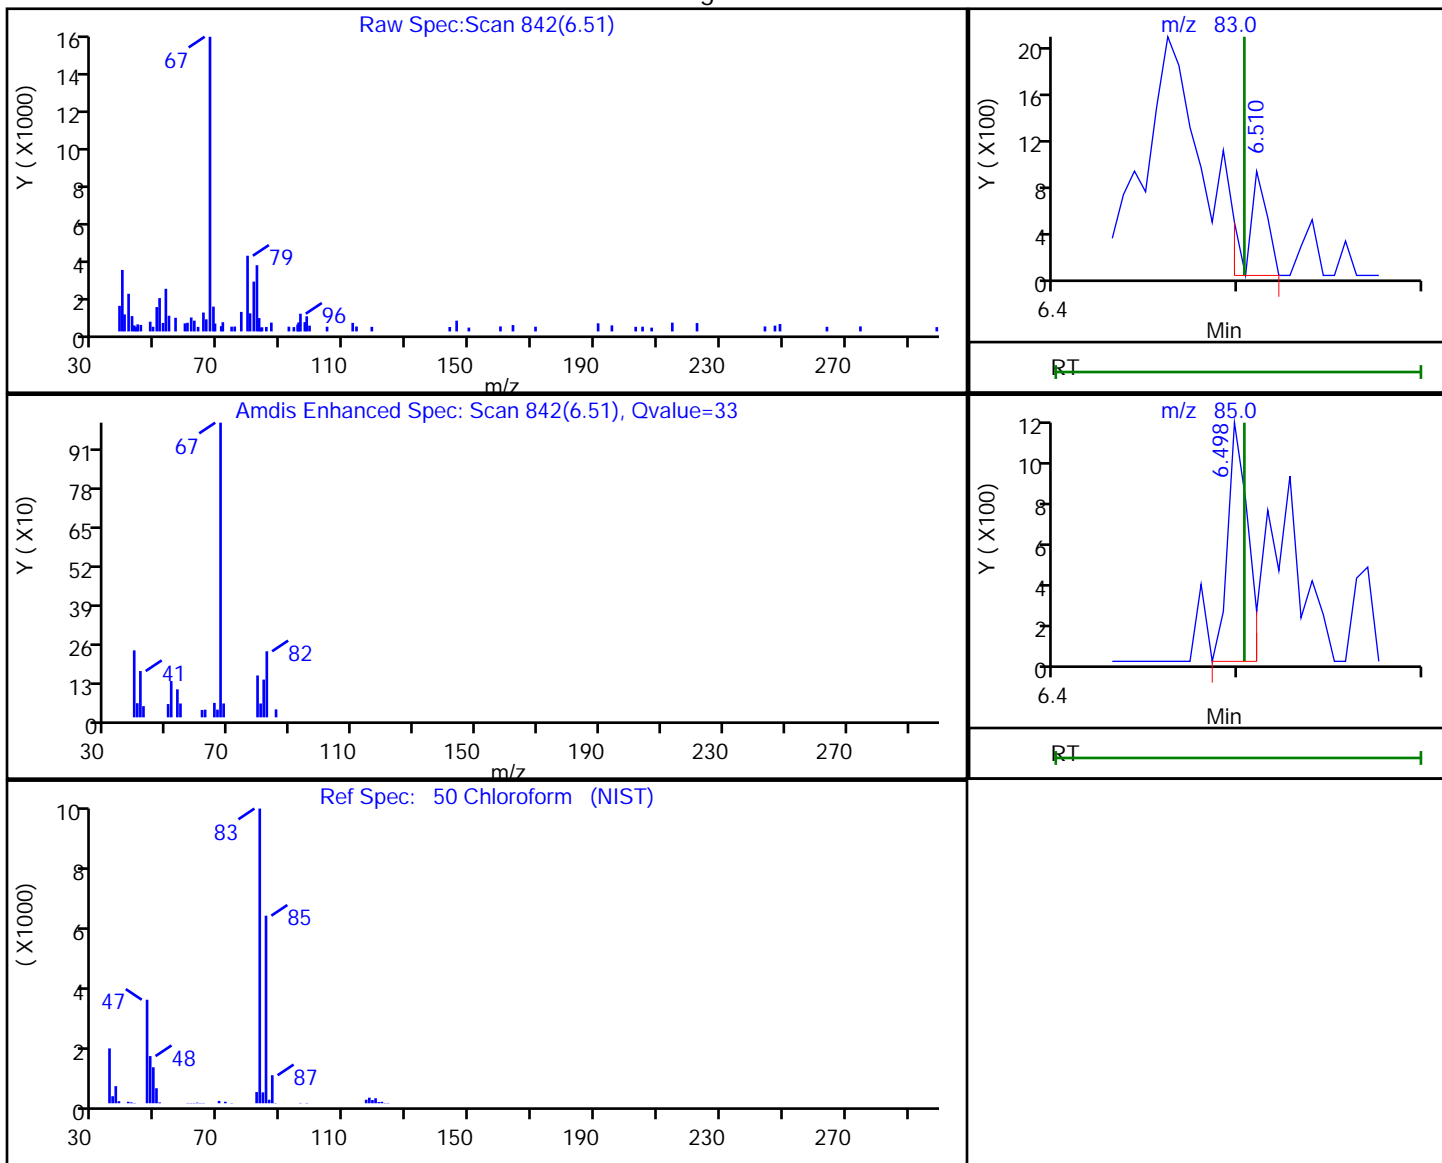 Raw Spec:Scan 842(6.51)
Y ( X1000)
16
14
12
10
8
6
4
2
0
67
79
96
30 70 110 150 190 230 270
m/z
m/z 83.0
Y ( X100)
20
16
12
8
4
0
6.510
6.4
Min
RT
Amdis Enhanced Spec: Scan 842(6.51), Qvalue=33
Y ( X10)
91
78
65
52
39
26
13
0
67
41
82
30 70 110 150 190 230 270
m/z
m/z 85.0
Y ( X100)
12
10
8
6
4
2
0
6.498
6.4
Min
RT
Ref Spec: 50 Chloroform (NIST)
( X1000)
10
8
6
4
2
0
83
85
47
48
87
30 70 110 150 190 230 270